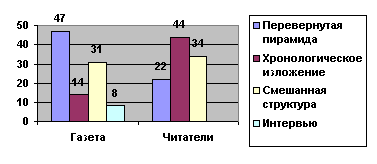 47
44
50
40
31
34
30
22
20
14
8
10
0
Газета
Читатели
Перевернутая
пирамида
Хронологическое
изложение
Смешанная
структура
Интервью